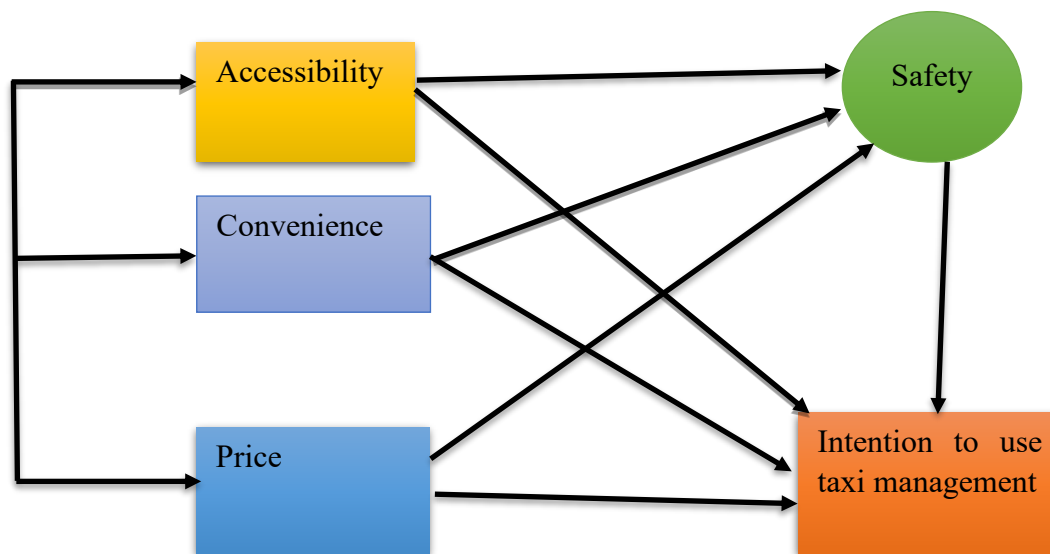 Accessibility
Safety
Convenience
Price
Intention to use
taxi management